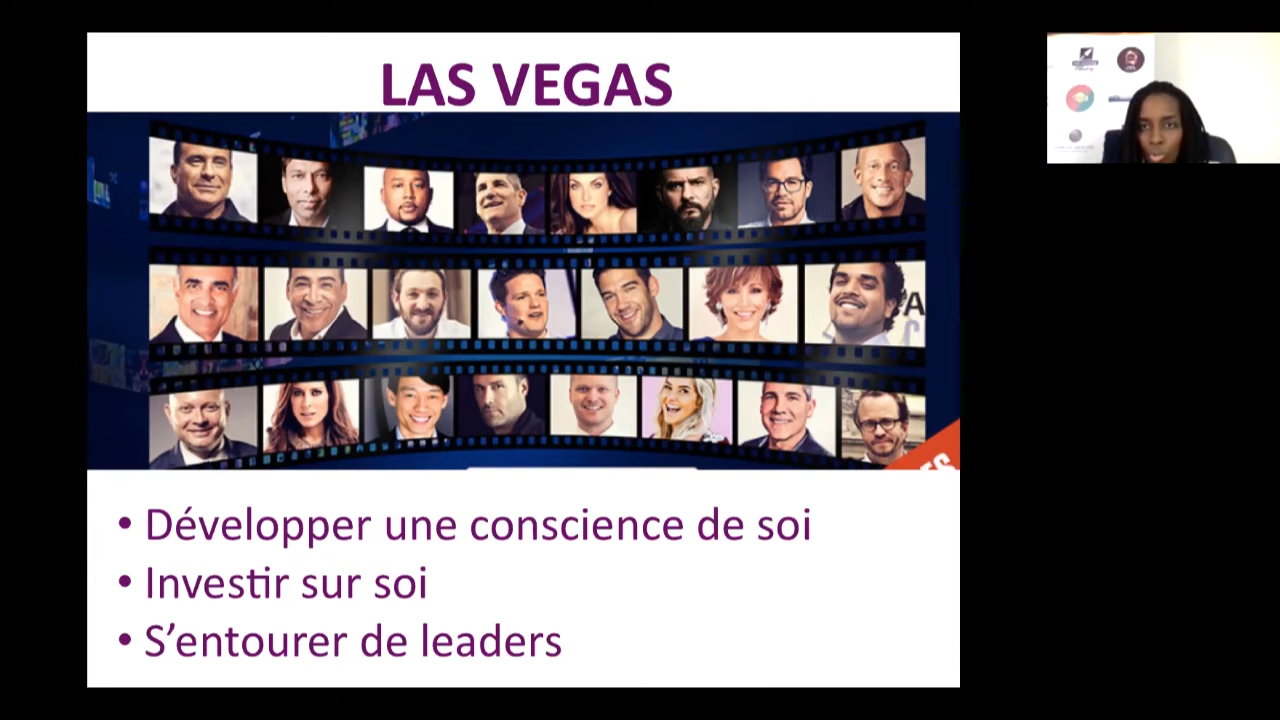 LAS VEGAS
• Développer une conscience de soi
• Investir sur soi
• S’entourer de leaders